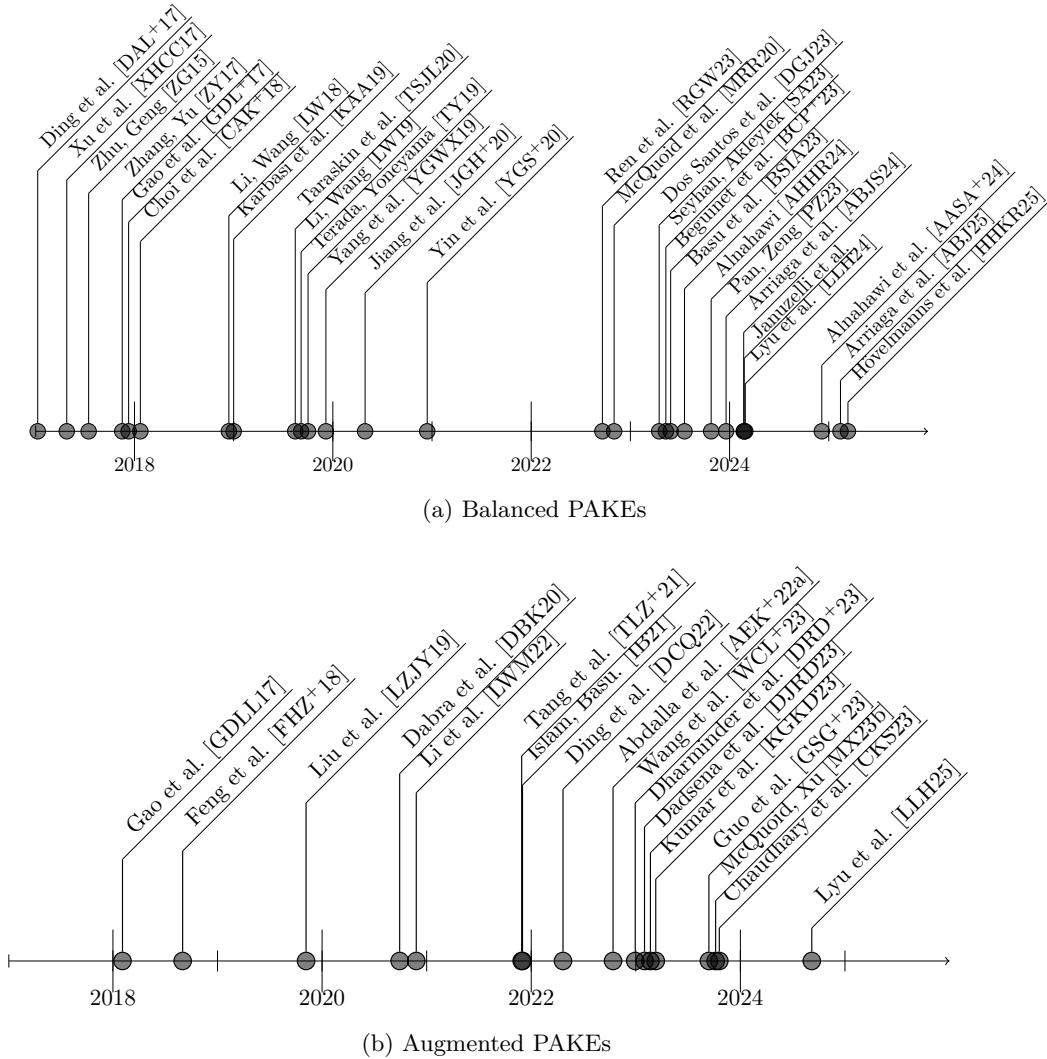 Ding et al. [DAL+17]
Xu et al. [XHCC17]
Zhu, Geng [ZG15]
Zhang, Yu [ZY17]
Gao et al. [GDL+17]
Choi et al. [CAK+18]
Li, Wang [LW18]
Karbasi et al. [KAA19]
Taraskin et al. [TSJL20]
Li, Wang [LW19]
Terada, Yoneyama [TY19]
Yang et al. [YGWX19]
Jiang et al. [JGH+20]
Yin et al. [YGS+20]
Ren et al. [RGW23]
McQuoid et al. [MRR20]
Dos Santos et al. [DGJ23]
Seyhan, Akleylek [SA23]
Beguinet et al. [BCP+23]
Basu et al. [BSIA23]
Alnahawi [AHHR24]
Pan, Zeng [PZ23]
Arriaga et al. [ABJS24]
Januzelli et al.
Lyu et al. [LLH24]
Alnahawi et al. [AASA+24]
Arriaga et al. [ABJ25]
Hövelmanns et al. [HHKR25]
2018
2020
2022
2024
(a) Balanced PAKEs
Gao et al. [GDLL17]
Feng et al. [FHZ+18]
Liu et al. [LZJY19]
Dabra et al. [DBK20]
Li et al. [LWM22]
Tang et al. [TLZ+21]
Islam, Basu. [IB21]
Ding et al. [DCQ22]
Abdalla et al. [AEK+22a]
Wang et al. [WCL+23]
Dharminder et al. [DRD+23]
Dadsena et al. [DJRD23]
Kumar et al. [KGKD23]
Guo et al. [GSG+23]
McQuoid, Xu [MX23b]
Chaudhary et al. [CKS23]
Lyu et al. [LLH25]
2018
2020
2022
2024
(b) Augmented PAKEs